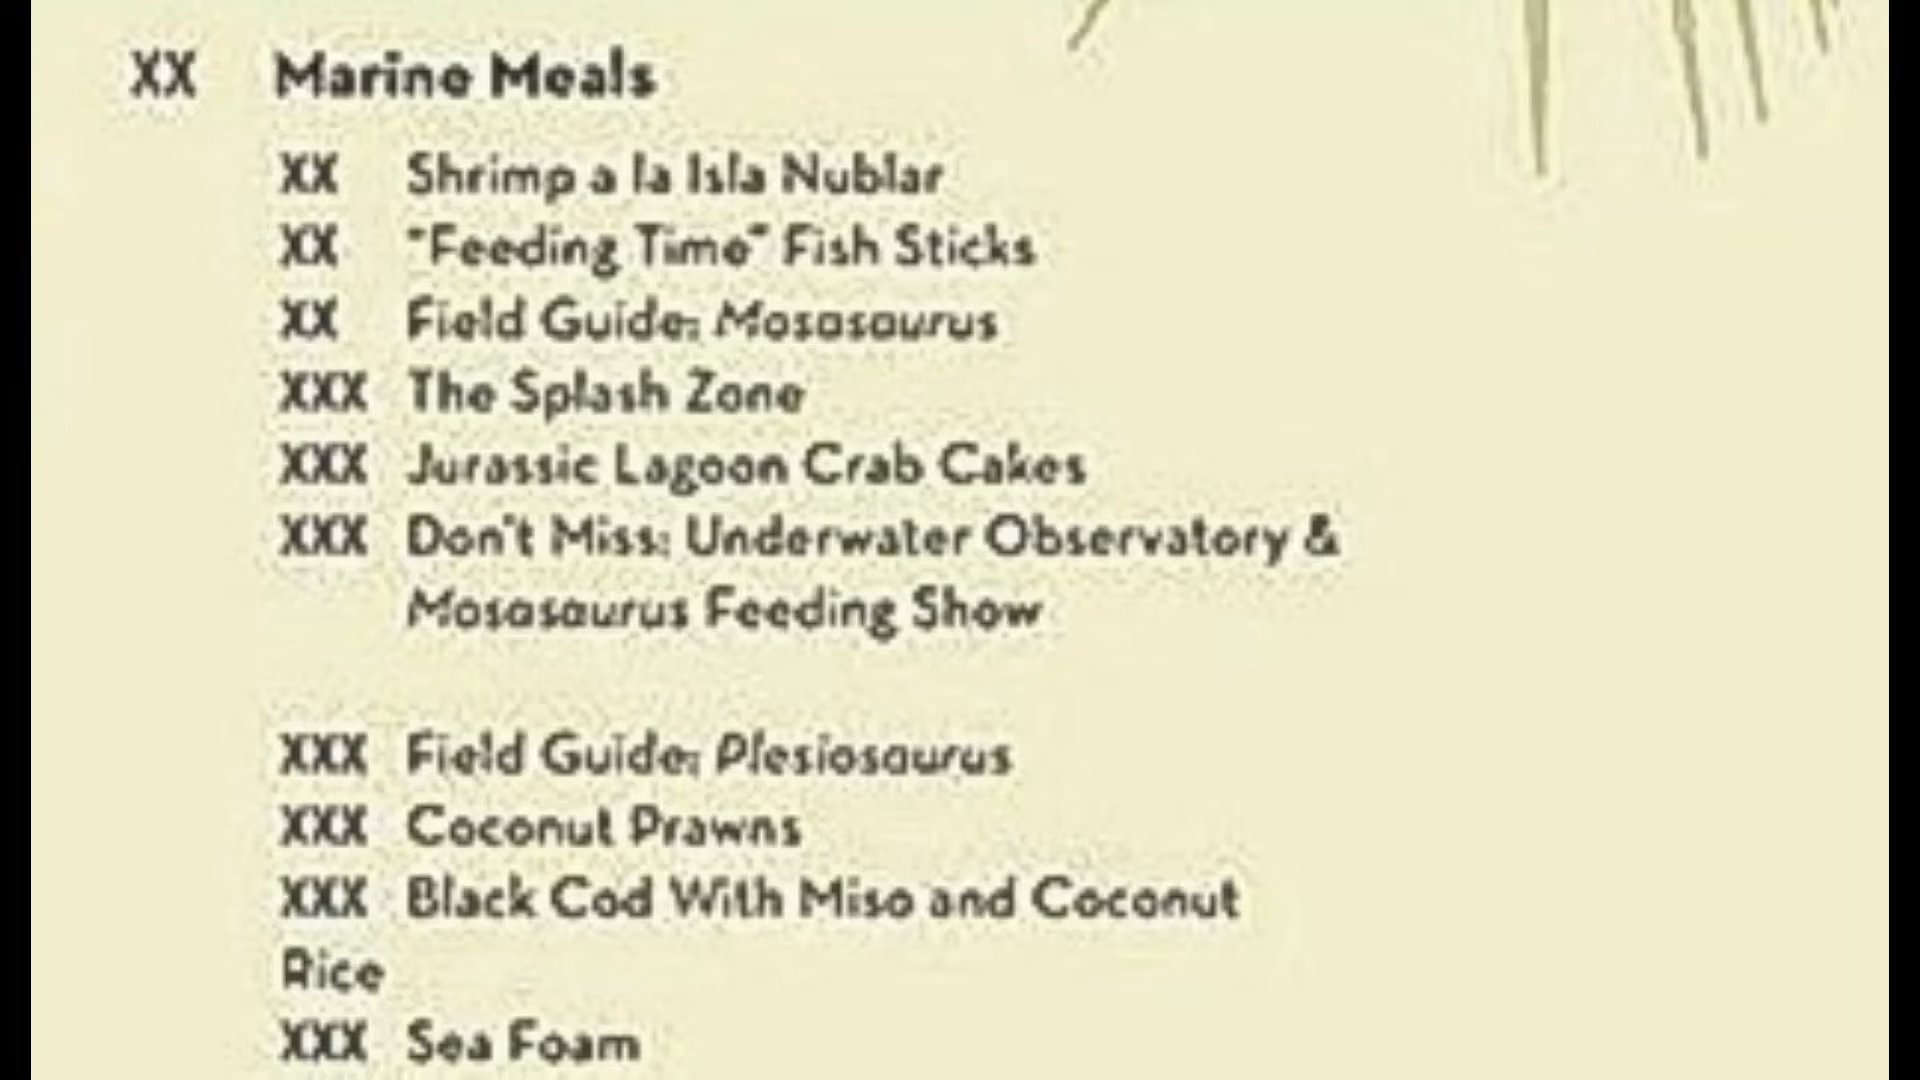 XX Marine Meals
XX Shrimp a la Isla Nublar
XX "Feeding Time" Fish Sticks
XX Field Guide: Mosasaurus
XXX The Splash Zone
XXX Jurassic Lagoon Crab Cakes
XXX Don't Miss: Underwater Observatory &
Mosasaurus Feeding Show
XXX Field Guide: Plesiosaurus
XXX Coconut Prawns
XXX Black Cod With Miso and Coconut
Rice
XXX Sea Foam